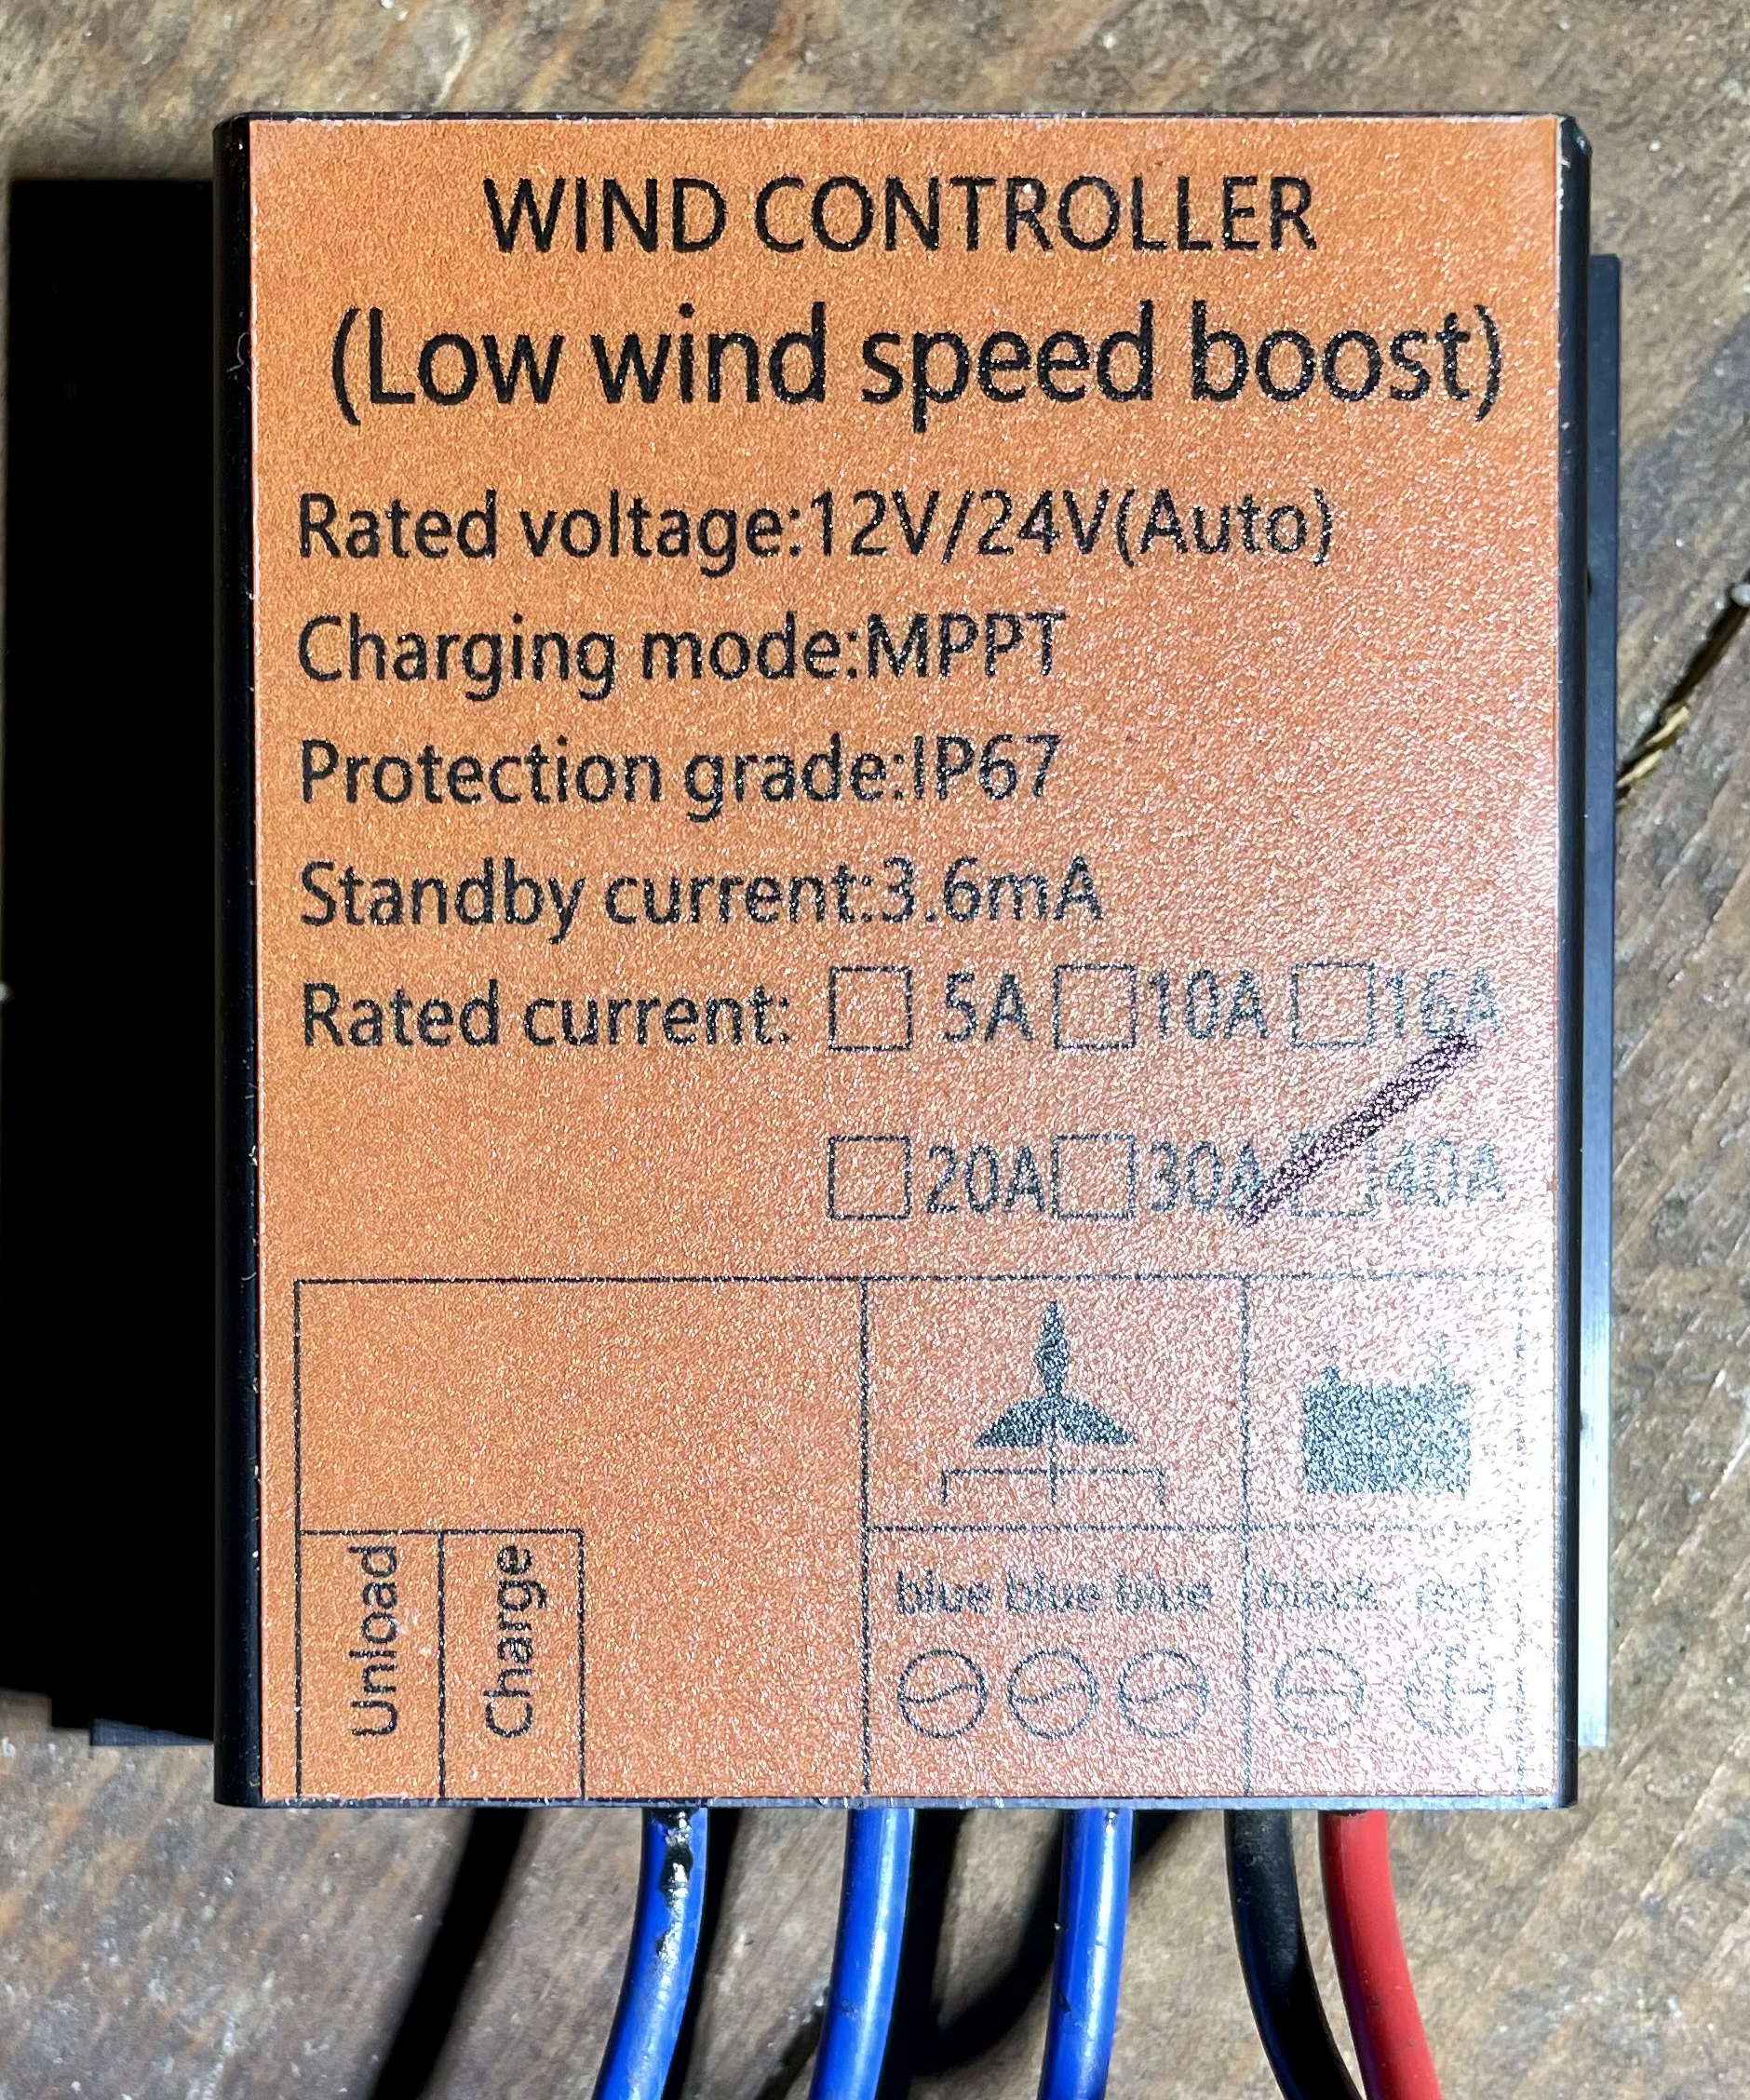 WIND CONTROLLER
(Low wind speed boost)
Rated voltage:12V/24V(Auto)
Charging mode:MPPT
Protection grade:IP67
Standby current:3.6mA
Rated current: 5A 10A 16A
20A 30A 40A
Unload
Charge
blue blue blue black red